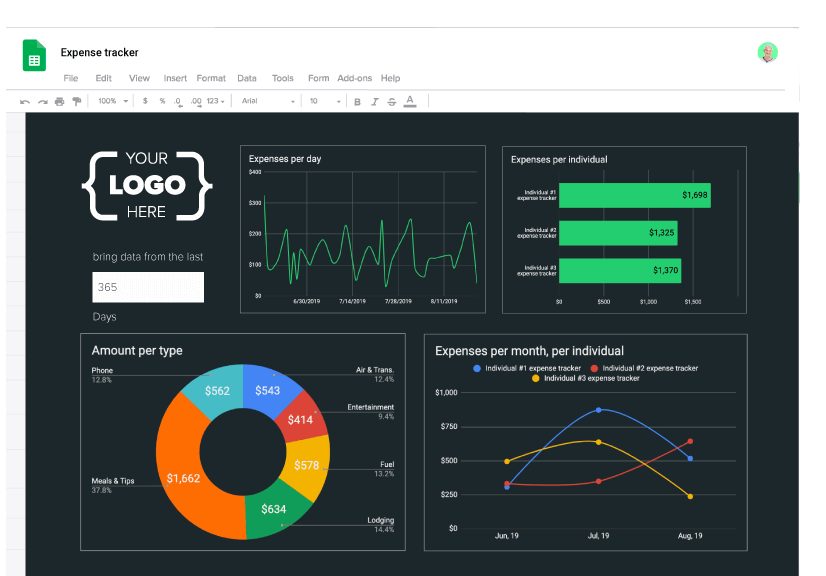 Expense tracker
File Edit View Insert Format Data Tools Form Add-ons Help
100% $ % .0 .00 123 Arial 10 B I S A
YOUR
LOGO
HERE
bring data from the last
365
Days
Expenses per day
$400
$300
$200
$100
$0
6/30/2019 7/14/2019 7/28/2019 8/11/2019
Expenses per individual
Individual #1
expense tracker
$1,698
Individual #2
expense tracker
$1,325
Individual #3
expense tracker
$1,370
$0 $500 $1,000 $1,500
Amount per type
Phone
12.8%
$562
$543
Air & Trans.
12.4%
Entertainment
9.4%
$414
$578
Fuel
13.2%
$1,662
Meals & Tips
37.8%
$634
Lodging
14.4%
Expenses per month, per individual
Individual #1 expense tracker Individual #2 expense tracker
Individual #3 expense tracker
$1,000
$750
$500
$250
$0
Jun, 19 Jul, 19 Aug, 19